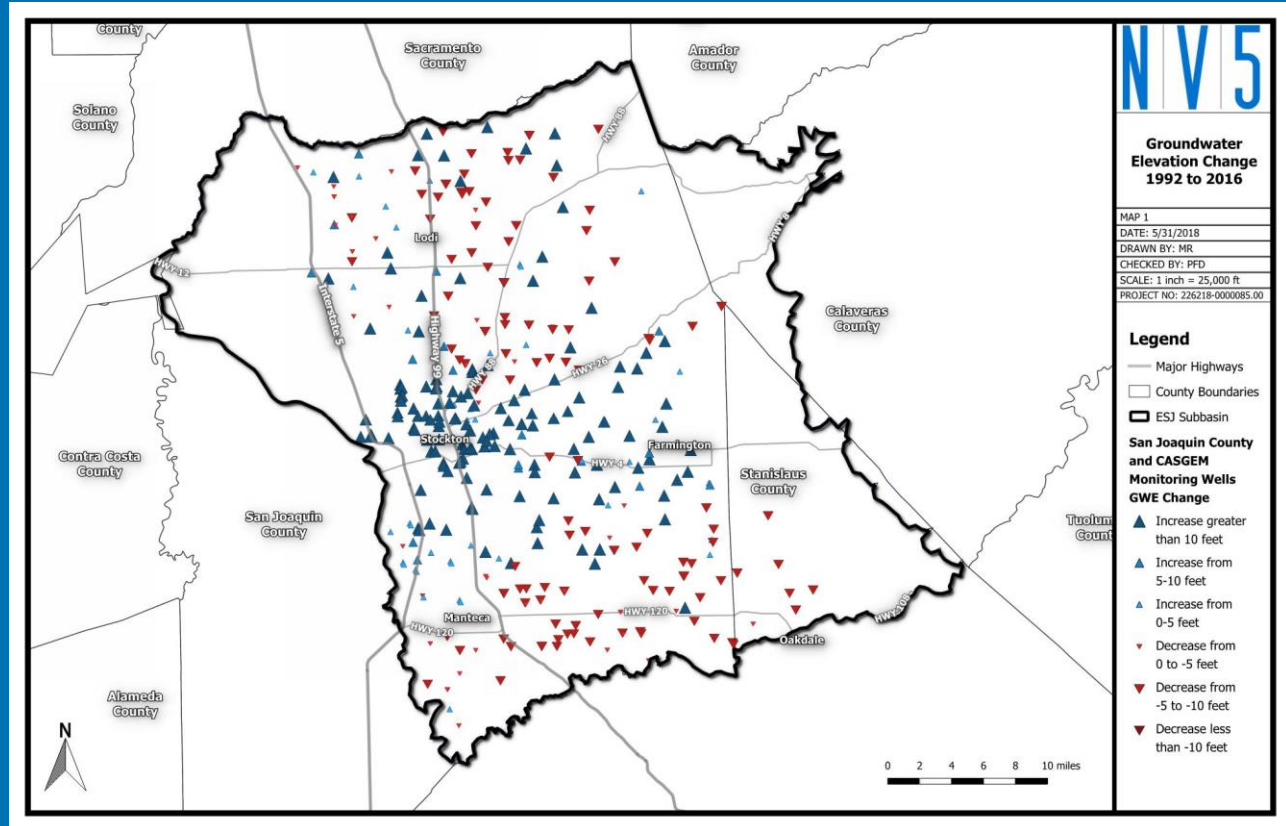 County
Sacramento
County
Amador
County
Solano
County
HWY-88
Lodi
HWY-12
Interstate 5
Highway 99
HWY-88
HWY-26
Calaveras
County
Stockton
Farmington
HWY-4
Contra Costa
County
Stanislaus
County
San Joaquin
County
Manteca
HWY-120
HWY-120
Oakdale
HWY-108
Alameda
County
N
0 2 4 6 8 10 miles
NV5
Groundwater
Elevation Change
1992 to 2016
MAP 1
DATE: 5/31/2018
DRAWN BY: MR
CHECKED BY: PFD
SCALE: 1 inch = 25,000 ft
PROJECT NO: 226218-0000085.00
Legend
Major Highways
County Boundaries
ESJ Subbasin
San Joaquin County
and CASGEM
Monitoring Wells
GWE Change
Increase greater
than 10 feet
Increase from
5-10 feet
Increase from
0-5 feet
Decrease from
0 to -5 feet
Decrease from
-5 to -10 feet
Decrease less
than -10 feet